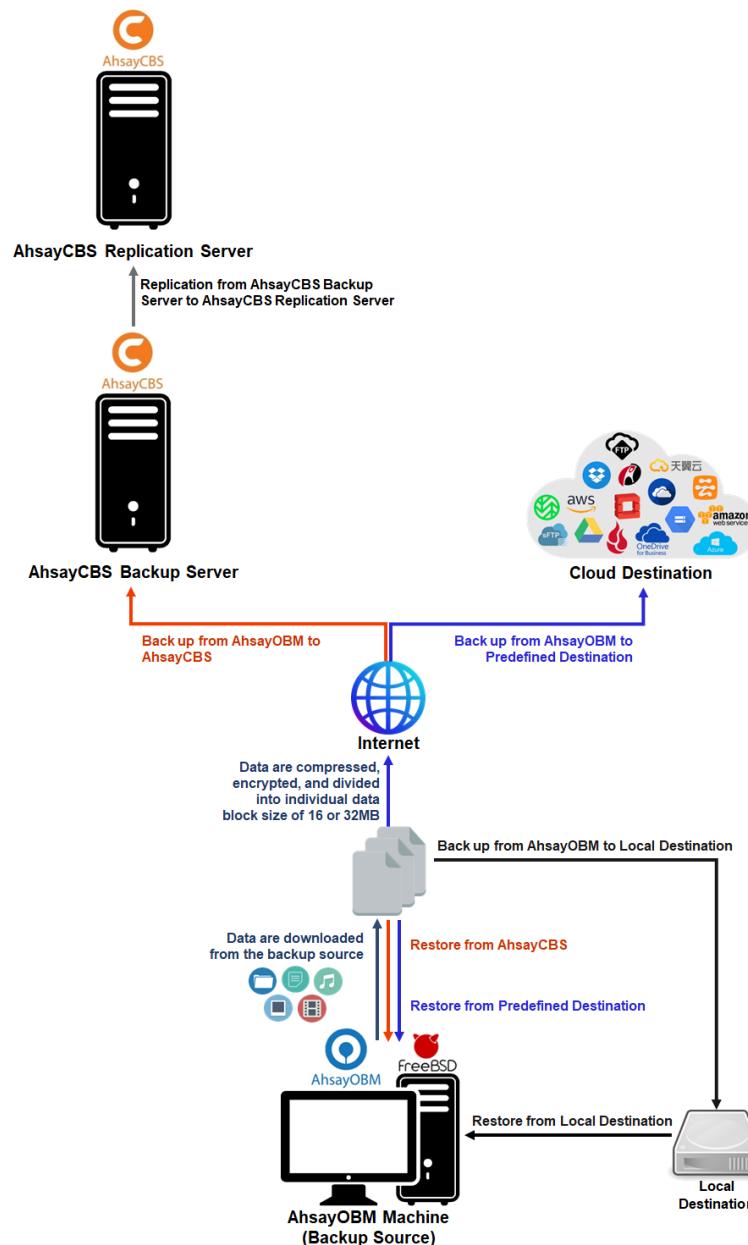 AhsayCBS
AhsayCBS Replication Server
Replication from AhsayCBS Backup
Server to AhsayCBS Replication Server
AhsayCBS
AhsayCBS Backup Server
FTP
天翼云
aws
amazon
web service
sFTP
OneDrive
for Business
Azure
Cloud Destination
Back up from AhsayOBM to
AhsayCBS
Back up from AhsayOBM to
Predefined Destination
Internet
Data are compressed,
encrypted, and divided
into individual data
block size of 16 or 32MB
Back up from AhsayOBM to Local Destination
Data are downloaded
from the backup source
Restore from AhsayCBS
Restore from Predefined Destination
AhsayOBM
FreeBSD
Restore from Local Destination
Local
Destination
AhsayOBM Machine
(Backup Source)